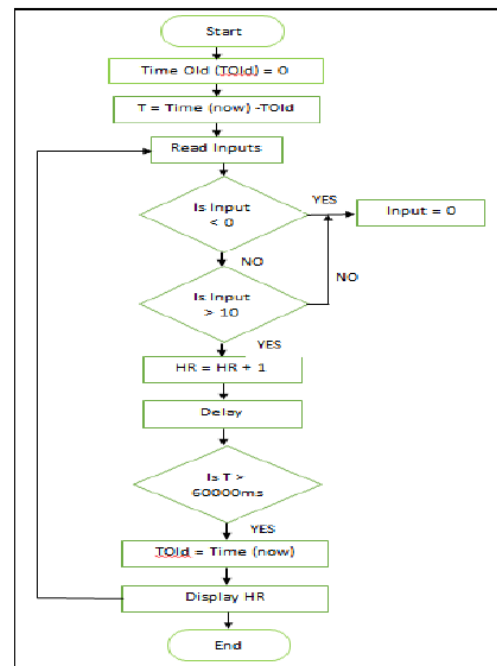 Start
Time Old (TOld) = 0
T = Time (now) -TOld
Read Inputs
Is Input
< 0
YES
Input = 0
NO
Is Input
> 10
NO
YES
HR = HR + 1
Delay
Is T >
60000ms
YES
TOld = Time (now)
Display HR
End